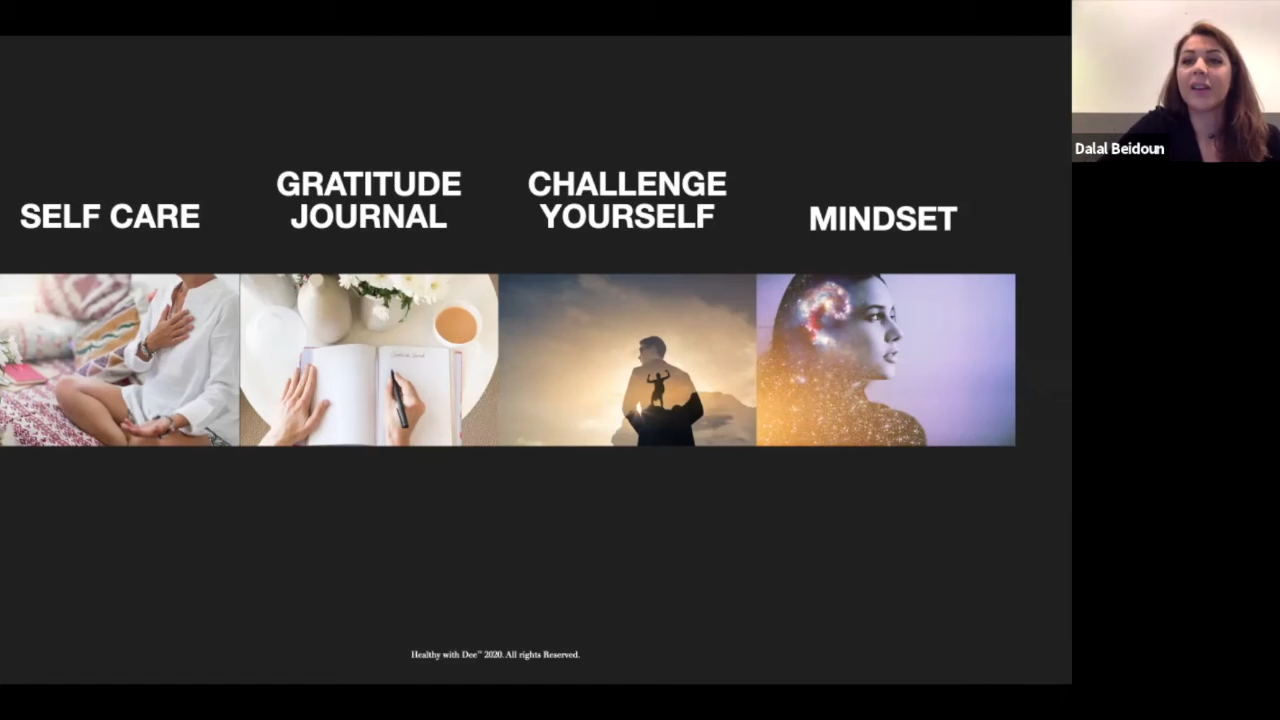 SELF CARE
GRATITUDE
JOURNAL
CHALLENGE
YOURSELF
MINDSET
Dalal Beidoun
Healthy with Dee™ 2020. All rights Reserved.